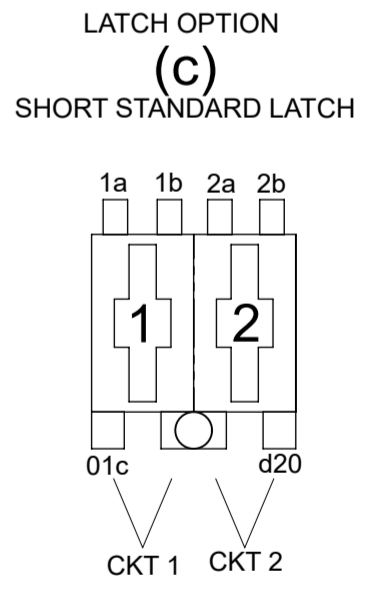 LATCH OPTION
(c)
SHORT STANDARD LATCH
1a 1b 2a 2b
1 2
01c d20
CKT 1 CKT 2